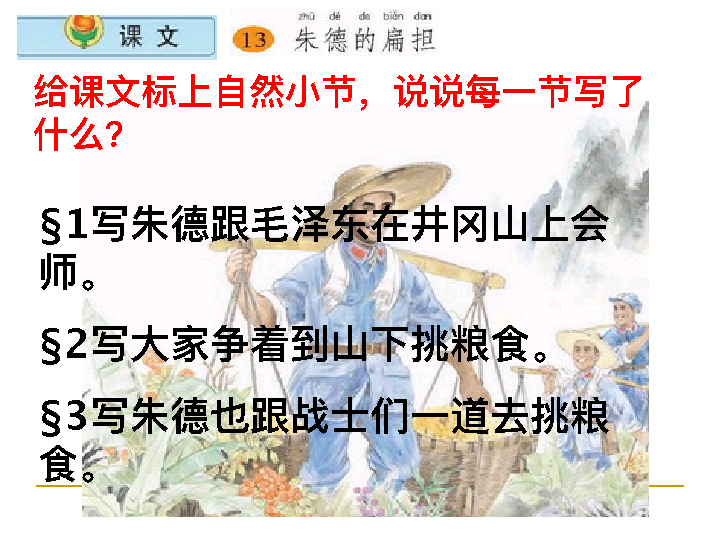 zhū dé de biǎn dan
课文 13 朱德的扁担
给课文标上自然小节，说说每一节写了
什么？
§1写朱德跟毛泽东在井冈山上会
师。
§2写大家争着到山下挑粮食。
§3写朱德也跟战士们一道去挑粮
食。